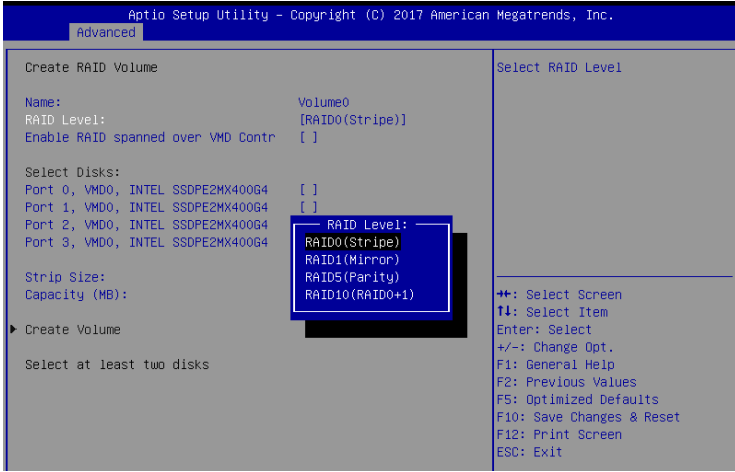 Aptio Setup Utility – Copyright (C) 2017 American Megatrends, Inc.
Advanced
Create RAID Volume
Select RAID Level
Name: Volume0
RAID Level: [RAID0(Stripe)]
Enable RAID spanned over VMD Contr [ ]
Select Disks:
Port 0, VMD0, INTEL SSDPE2MX400G4 [ ]
Port 1, VMD0, INTEL SSDPE2MX400G4 [ ]
Port 2, VMD0, INTEL SSDPE2MX400G4
Port 3, VMD0, INTEL SSDPE2MX400G4
RAID Level:
RAID0(Stripe)
RAID1(Mirror)
RAID5(Parity)
RAID10(RAID0+1)
Strip Size:
Capacity (MB):
Create Volume
Select at least two disks
→←: Select Screen
↑↓: Select Item
Enter: Select
+/-: Change Opt.
F1: General Help
F2: Previous Values
F5: Optimized Defaults
F10: Save Changes & Reset
F12: Print Screen
ESC: Exit